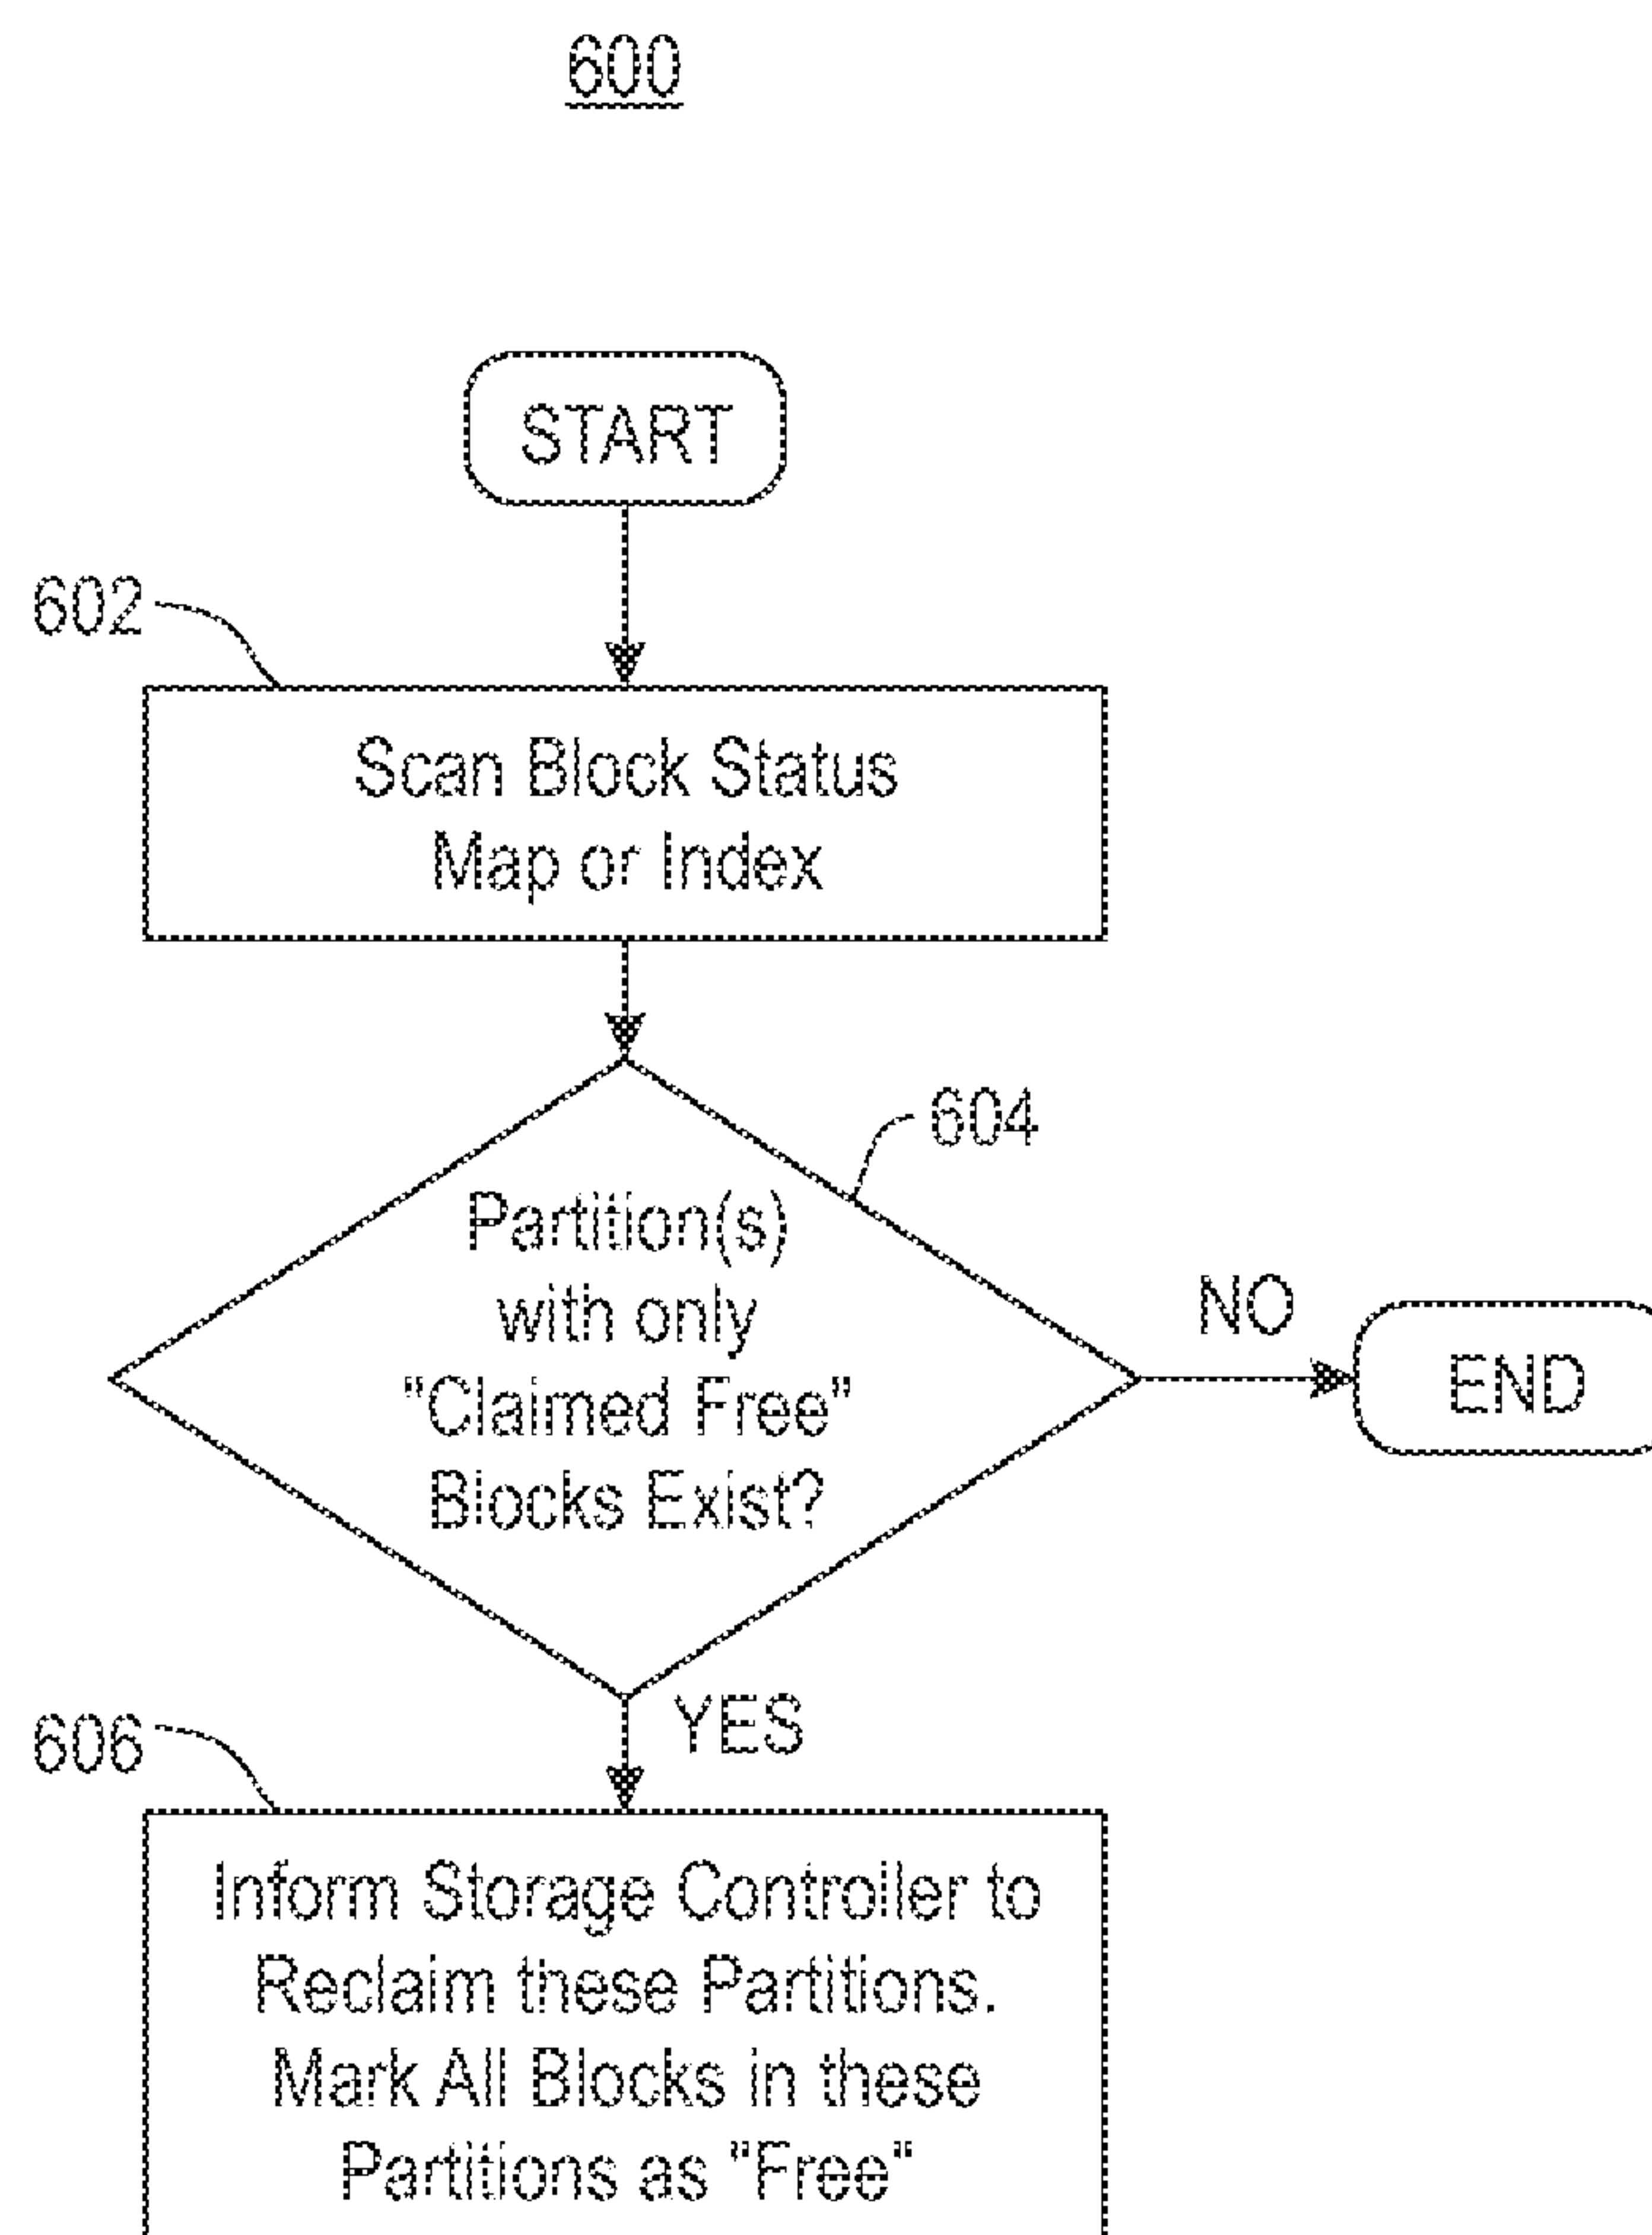 600
START
602
Scan Block Status
Map or Index
604
Partition(s)
with only
"Claimed Free"
Blocks Exist?
NO
END
YES
606
Inform Storage Controller to
Reclaim these Partitions.
Mark All Blocks in these
Partitions as "Free"